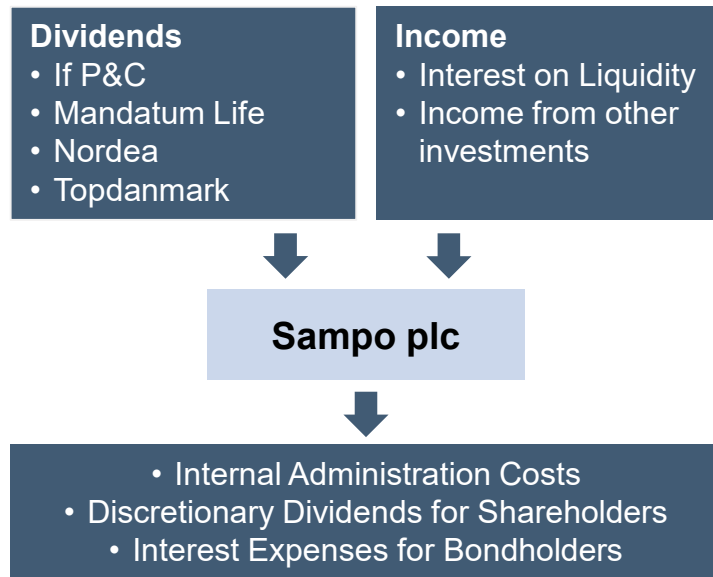 Dividends
• If P&C
• Mandatum Life
• Nordea
• Topdanmark
Income
• Interest on Liquidity
• Income from other
investments
Sampo plc
• Internal Administration Costs
• Discretionary Dividends for Shareholders
• Interest Expenses for Bondholders